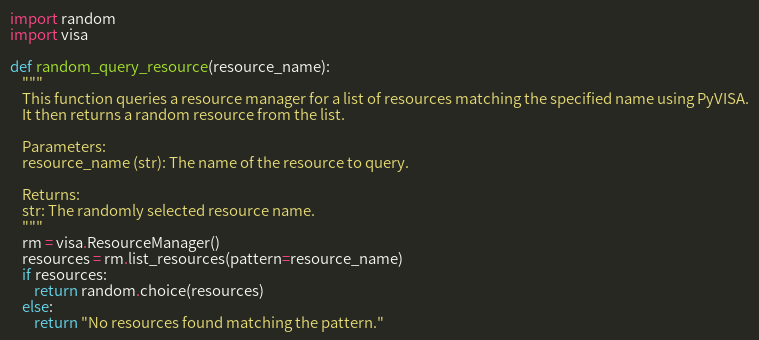 import random
import visa

def random_query_resource(resource_name):
    """
    This function queries a resource manager for a list of resources matching the specified name using PyVISA.
    It then returns a random resource from the list.

    Parameters:
    resource_name (str): The name of the resource to query.

    Returns:
    str: The randomly selected resource name.
    """
    rm = visa.ResourceManager()
    resources = rm.list_resources(pattern=resource_name)
    if resources:
        return random.choice(resources)
    else:
        return "No resources found matching the pattern."